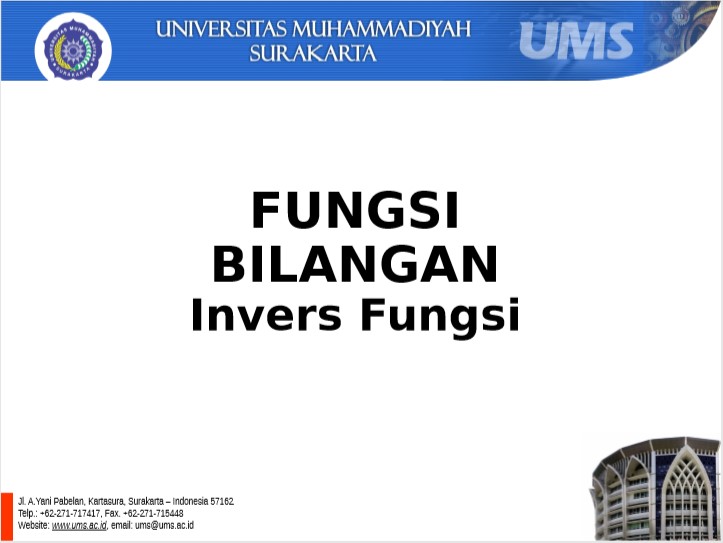 UNIVERSITAS MUHAMMADIYAH
SURAKARTA
UMS
FUNGSI
BILANGAN
Invers Fungsi
Jl. A.Yani Pabelan, Kartasura, Surakarta – Indonesia 57162
Telp.: +62-271-717417, Fax. +62-271-715448
Website: www.ums.ac.id, email: ums@ums.ac.id